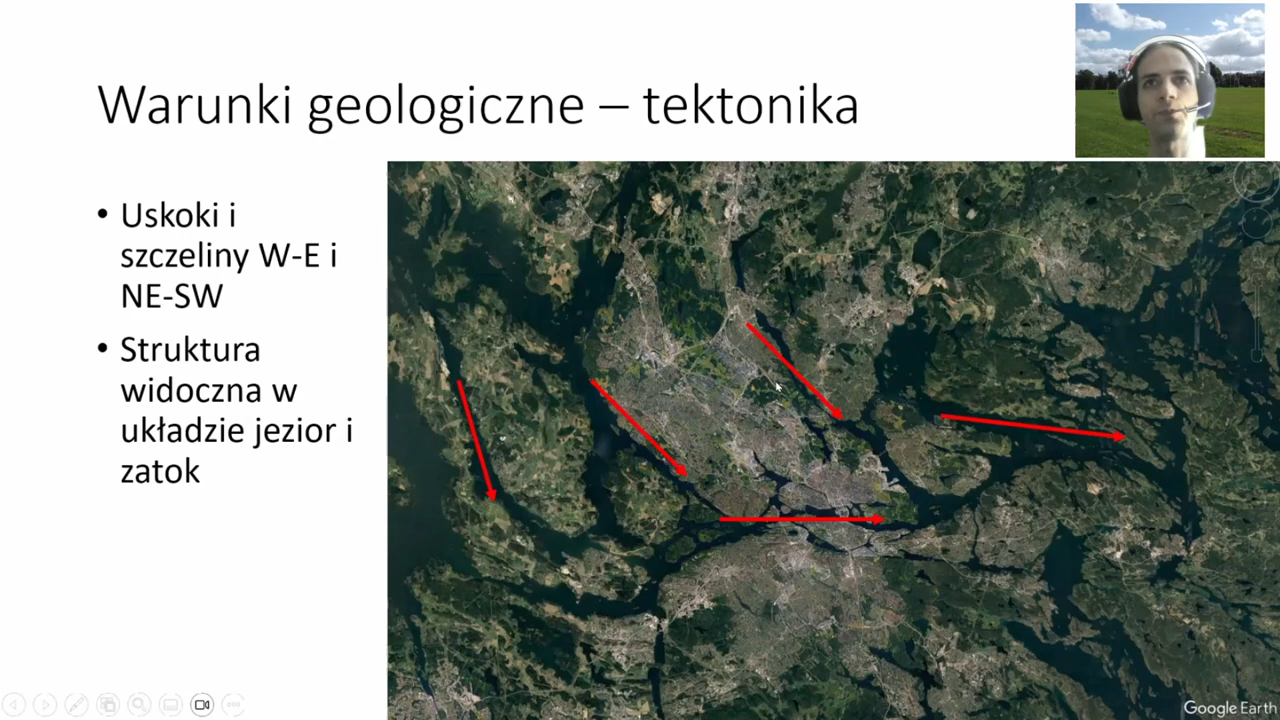 Warunki geologiczne – tektonika
• Uskoki i
szczeliny W-E i
NE-SW
• Struktura
widoczna w
układzie jezior i
zatok
Google Earth